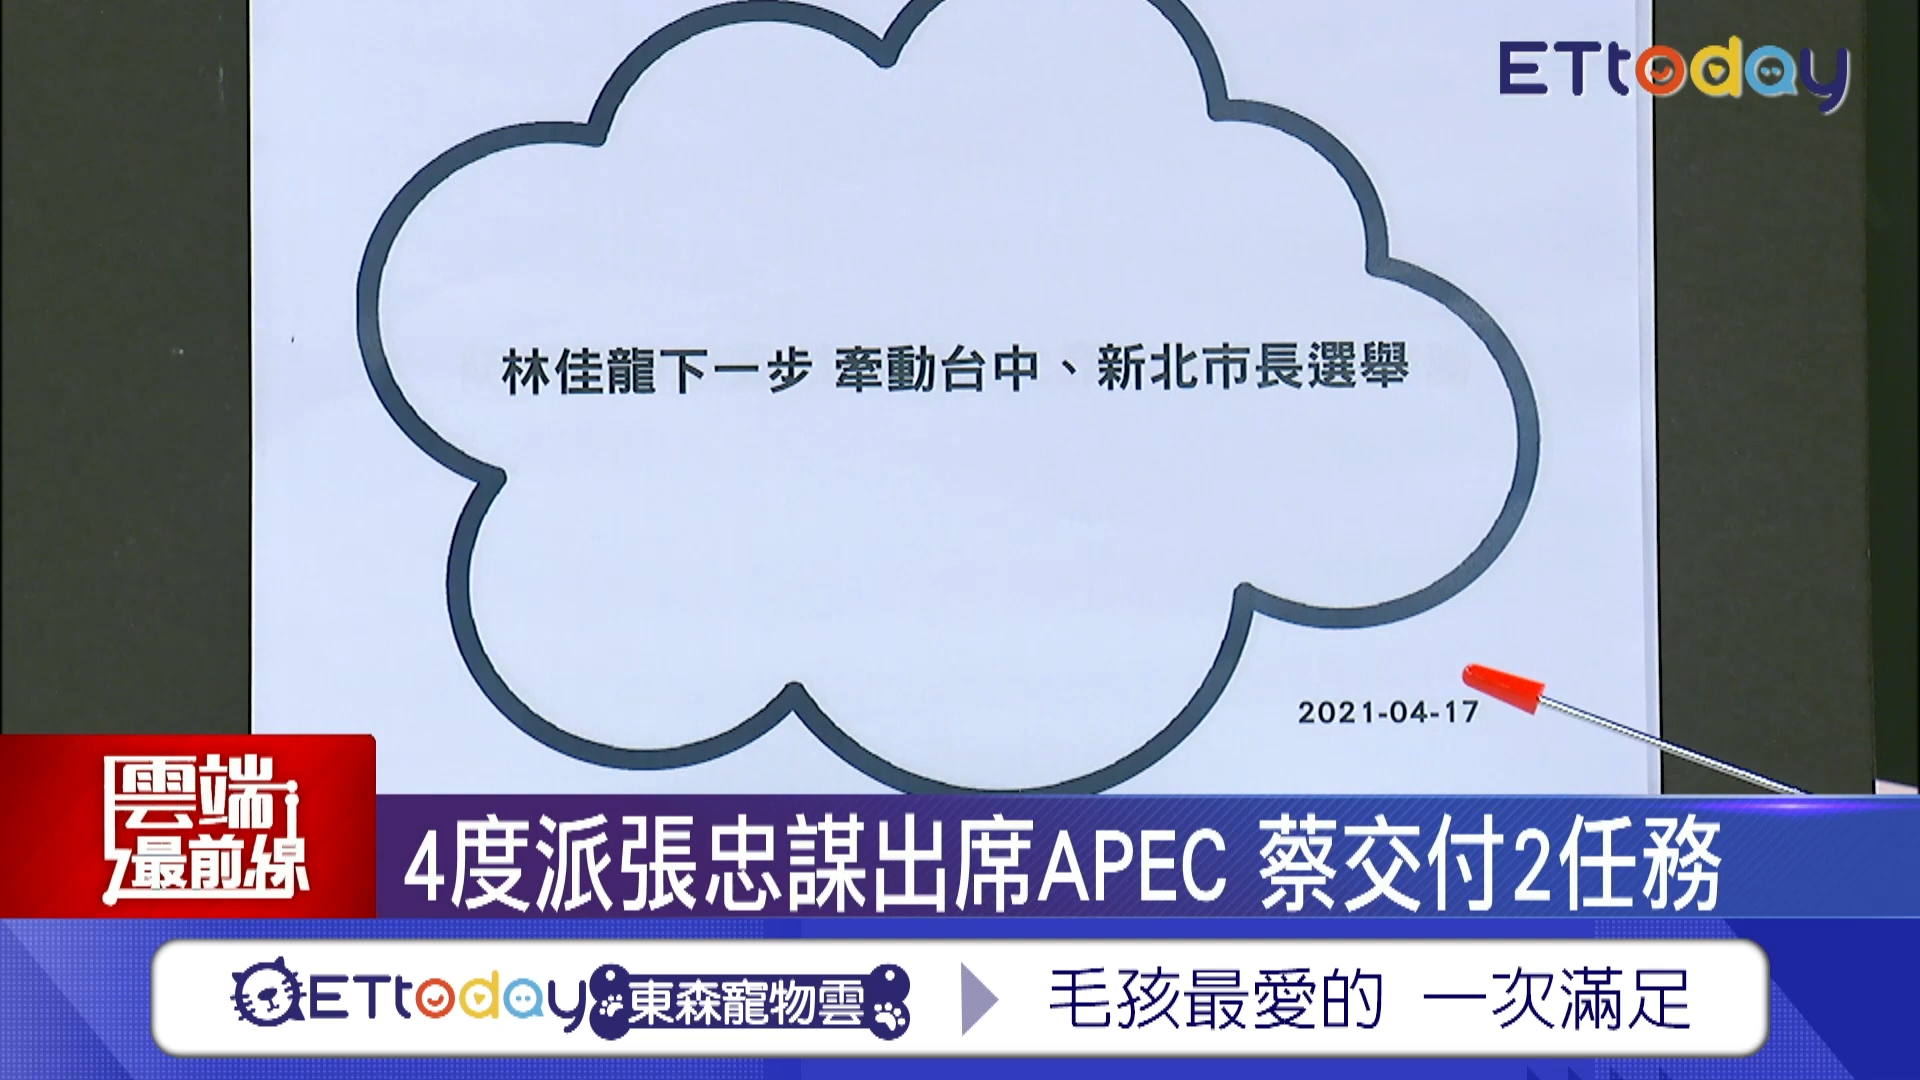 ETtoday
林佳龍下一步 牽動台中、新北市長選舉
2021-04-17
雲端最前線
4度派張忠謀出席APEC 蔡交付2任務
ETtoday東森寵物雲 毛孩最愛的 一次滿足